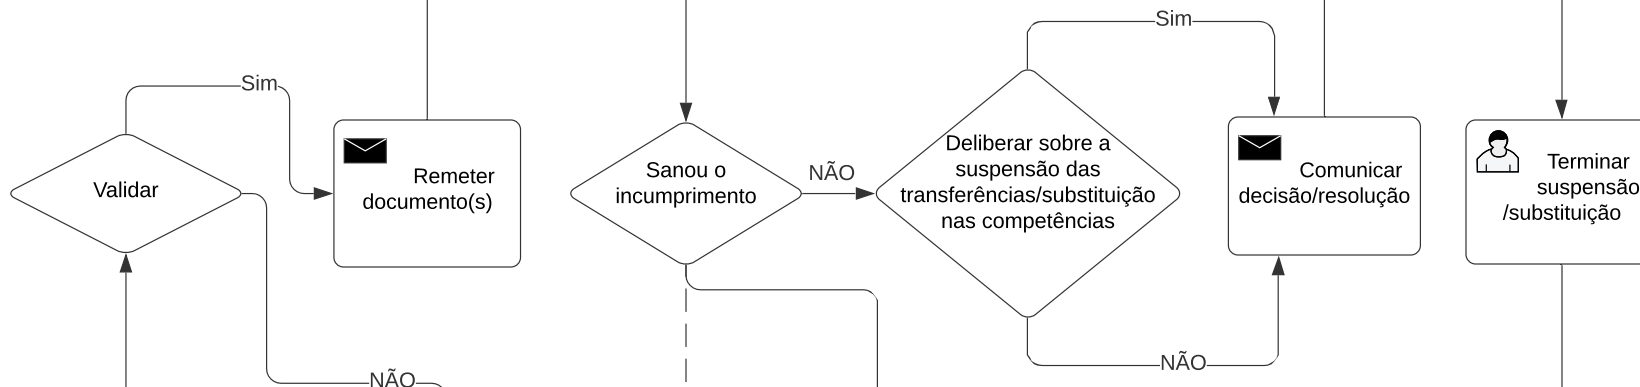 Sim
Validar
NÃO
Remeter
documento(s)
Sanou o
incumprimento
NÃO
Deliberar sobre a
suspensão das
transferências/substituição
nas competências
Sim
NÃO
Comunicar
decisão/resolução
Terminar
suspensão
/substituição